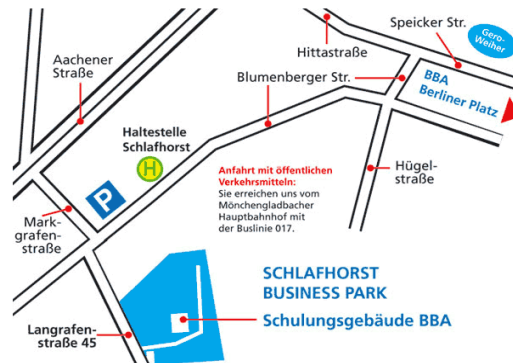 Speicker Str.
Gero-
Weiher
Hittastraße
Aachener
Straße
Blumenberger Str.
BBA
Berliner Platz
Haltestelle
Schlafhorst
H
P
Anfahrt mit öffentlichen
Verkehrsmitteln:
Sie erreichen uns vom
Mönchengladbacher
Hauptbahnhof mit
der Buslinie 017.
Hügel-
straße
Mark-
grafen-
straße
SCHLAFHORST
BUSINESS PARK
Schulungsgebäude BBA
Langrafen-
straße 45